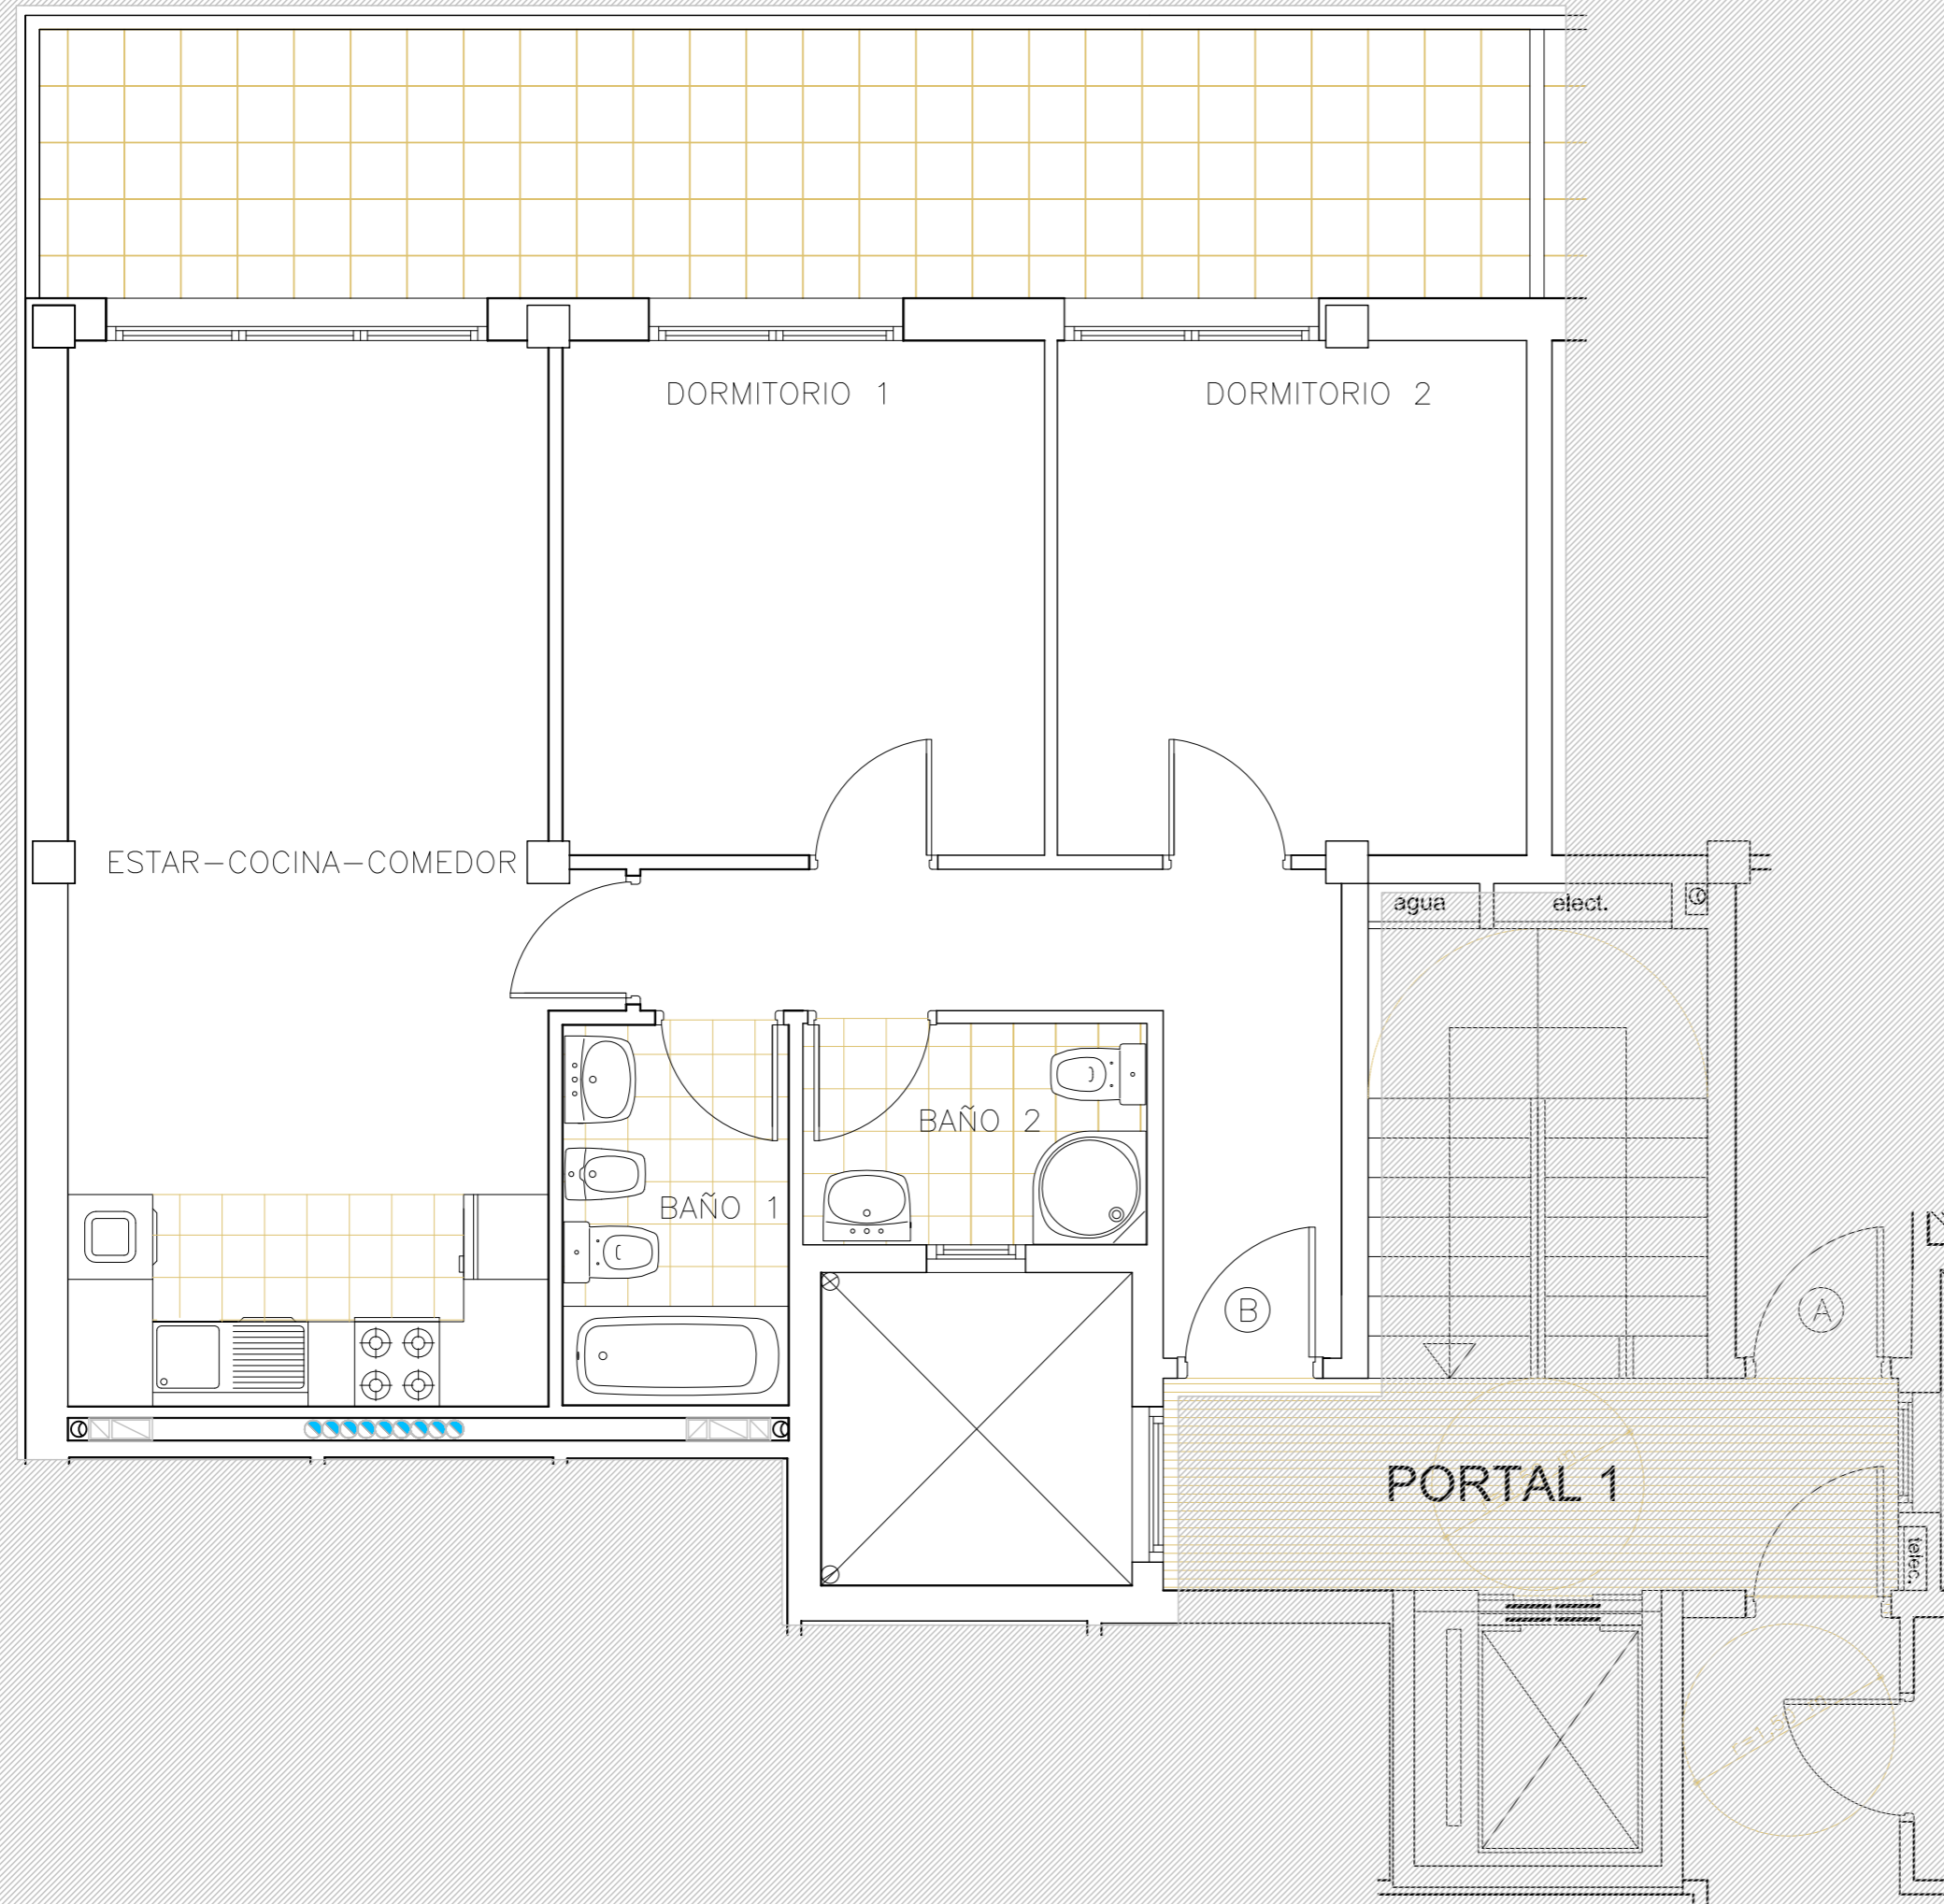 DORMITORIO 1
DORMITORIO 2
ESTAR-COCINA-COMEDOR
agua
elect.
BAÑO 2
BAÑO 1
B
A
PORTAL 1
telec.